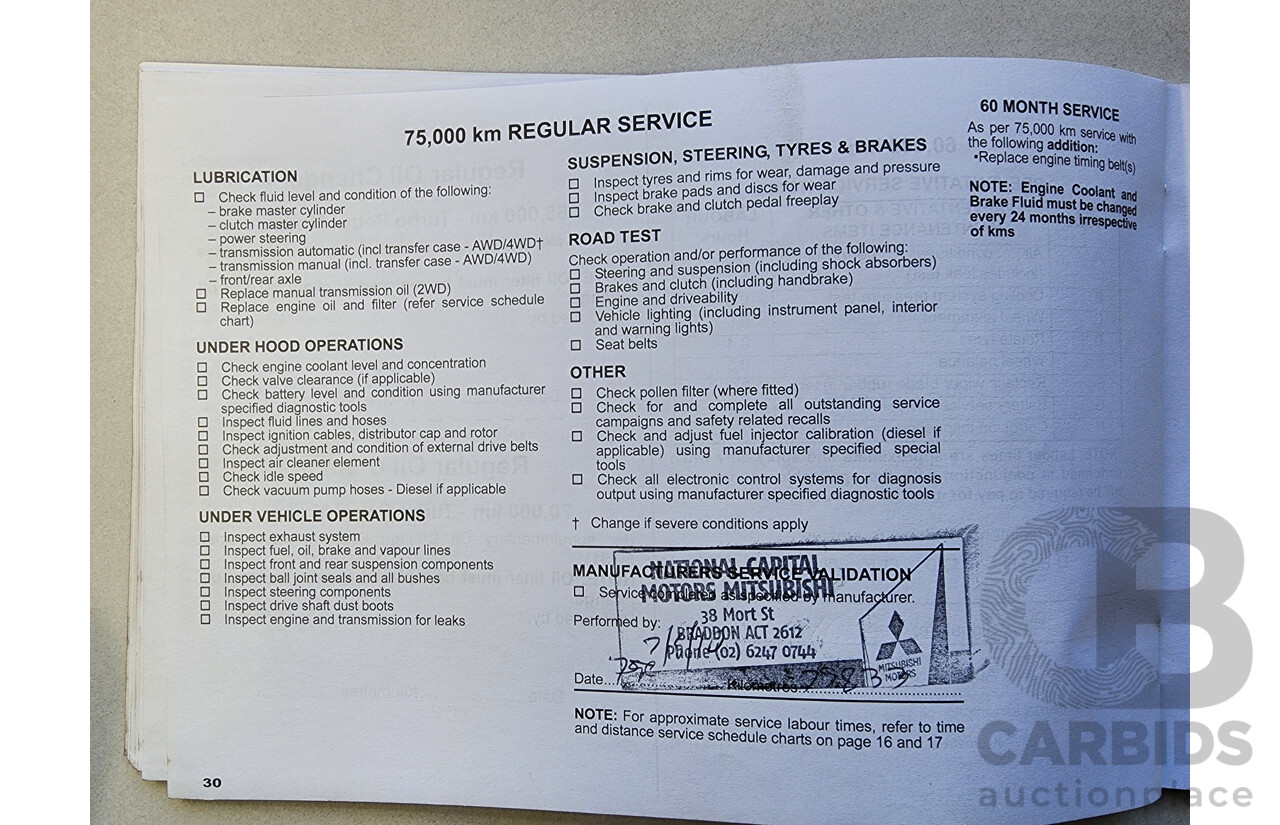 75,000 km REGULAR SERVICE
LUBRICATION
☐ Check fluid level and condition of the following:
– brake master cylinder
– clutch master cylinder
– power steering
– transmission automatic (incl transfer case - AWD/4WD†
– transmission manual (incl. transfer case - AWD/4WD)
– front/rear axle
☐ Replace manual transmission oil (2WD)
☐ Replace engine oil and filter (refer service schedule
chart)
UNDER HOOD OPERATIONS
☐ Check engine coolant level and concentration
☐ Check valve clearance (if applicable)
☐ Check battery level and condition using manufacturer
specified diagnostic tools
☐ Inspect fluid lines and hoses
☐ Inspect ignition cables, distributor cap and rotor
☐ Check adjustment and condition of external drive belts
☐ Inspect air cleaner element
☐ Check idle speed
☐ Check vacuum pump hoses - Diesel if applicable
UNDER VEHICLE OPERATIONS
☐ Inspect exhaust system
☐ Inspect fuel, oil, brake and vapour lines
☐ Inspect front and rear suspension components
☐ Inspect ball joint seals and all bushes
☐ Inspect steering components
☐ Inspect drive shaft dust boots
☐ Inspect engine and transmission for leaks
30
SUSPENSION, STEERING, TYRES & BRAKES
☐ Inspect tyres and rims for wear, damage and pressure
☐ Inspect brake pads and discs for wear
☐ Check brake and clutch pedal freeplay
ROAD TEST
Check operation and/or performance of the following:
☐ Steering and suspension (including shock absorbers)
☐ Brakes and clutch (including handbrake)
☐ Engine and driveability
☐ Vehicle lighting (including instrument panel, interior
and warning lights)
☐ Seat belts
OTHER
☐ Check pollen filter (where fitted)
☐ Check for and complete all outstanding service
campaigns and safety related recalls
☐ Check and adjust fuel injector calibration (diesel if
applicable) using manufacturer specified special
tools
☐ Check all electronic control systems for diagnosis
output using manufacturer specified diagnostic tools
† Change if severe conditions apply
MANUFACTURERS SERVICE VALIDATION
☐ Service completed as specified by manufacturer.
Performed by:
NATIONAL CAPITAL
MOTORS MITSUBISHI
38 Mort St
BRADDON ACT 2612
Phone (02) 6247 0744
MITSUBISHI
MOTORS
Date
Kilometres
NOTE: For approximate service labour times, refer to time
and distance service schedule charts on page 16 and 17
60 MONTH SERVICE
As per 75,000 km service with
the following addition:
•Replace engine timing belt(s)
NOTE: Engine Coolant and
Brake Fluid must be changed
every 24 months irrespective
of kms
CB
CARBIDS
auctionplace